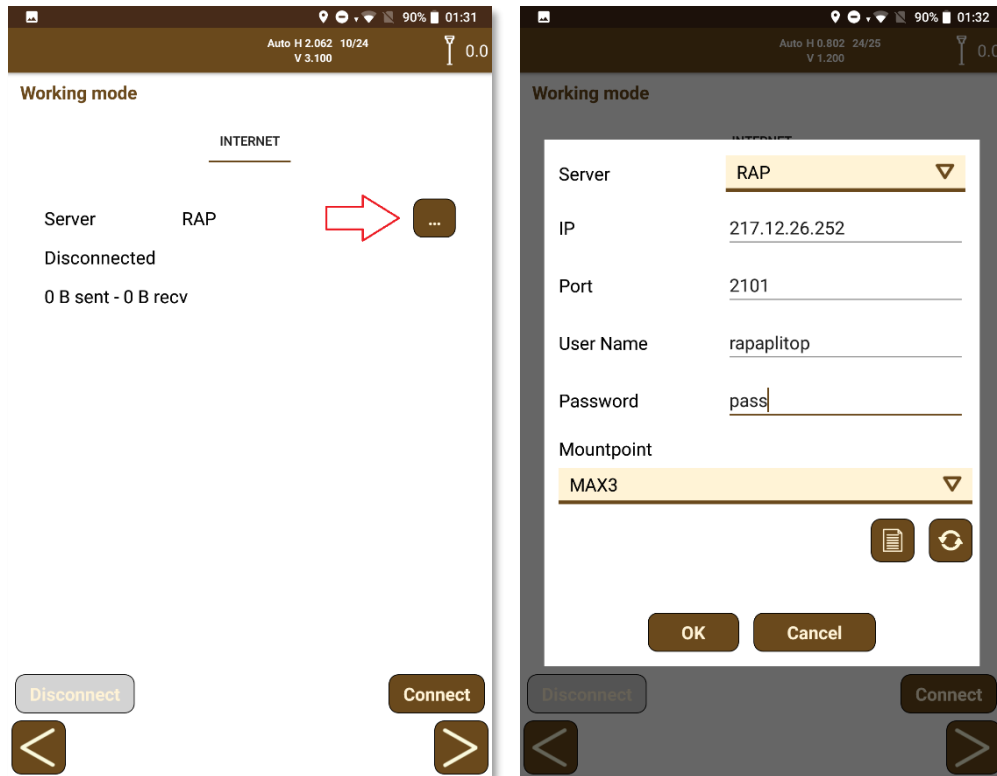 90% 01:31
Auto H 2.062 10/24
V 3.100
0.0
Working mode
INTERNET
Server RAP
...
Disconnected
0 B sent - 0 B recv
Disconnect
Connect
90% 01:32
Auto H 0.802 24/25
V 1.200
0.0
Working mode
INTERNET
Server RAP
IP 217.12.26.252
Port 2101
User Name rapaplitop
Password pass
Mountpoint
MAX3
OK Cancel
Disconnect
Connect